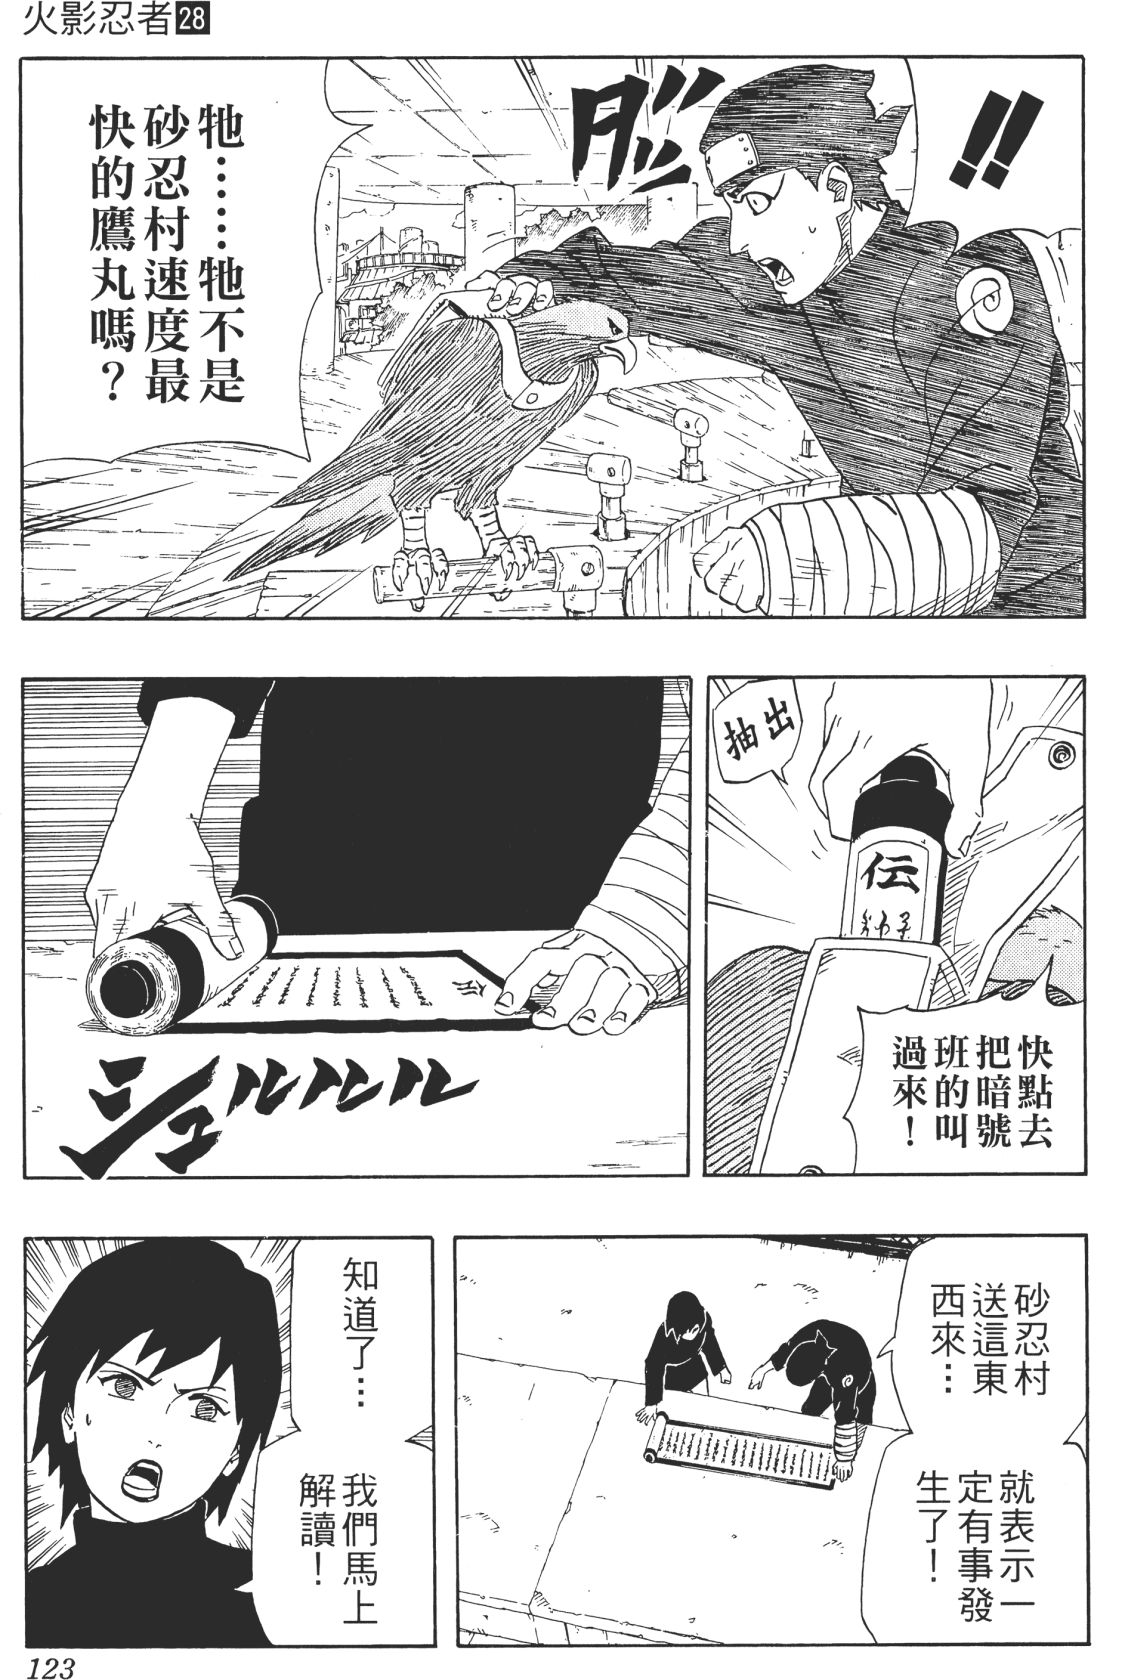 火影忍者28
!!
牠……牠不是
砂忍村速度最
快的鷹丸嗎？
抽出
伝
快點去
把暗號
班的叫
過來！
シュルルル
砂忍村
送這東
西來…
就表示一
定有事發
生了！
知道了…
我們馬上
解讀！
123